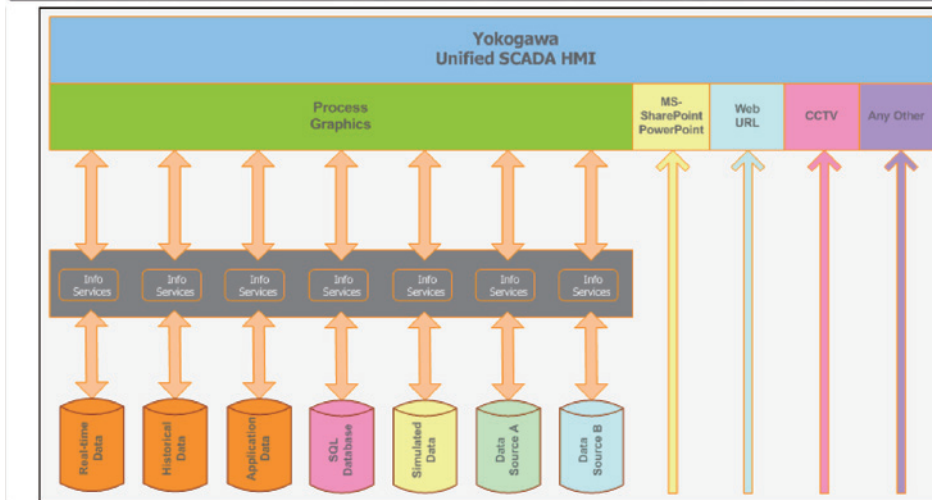 Yokogawa
Unified SCADA HMI
Process
Graphics
MS-
SharePoint
PowerPoint
Web
URL
CCTV
Any Other
Info
Services
Info
Services
Info
Services
Info
Services
Info
Services
Info
Services
Info
Services
Real-time
Data
Historical
Data
Application
Data
SQL
Database
Simulated
Data
Data
Source A
Data
Source B